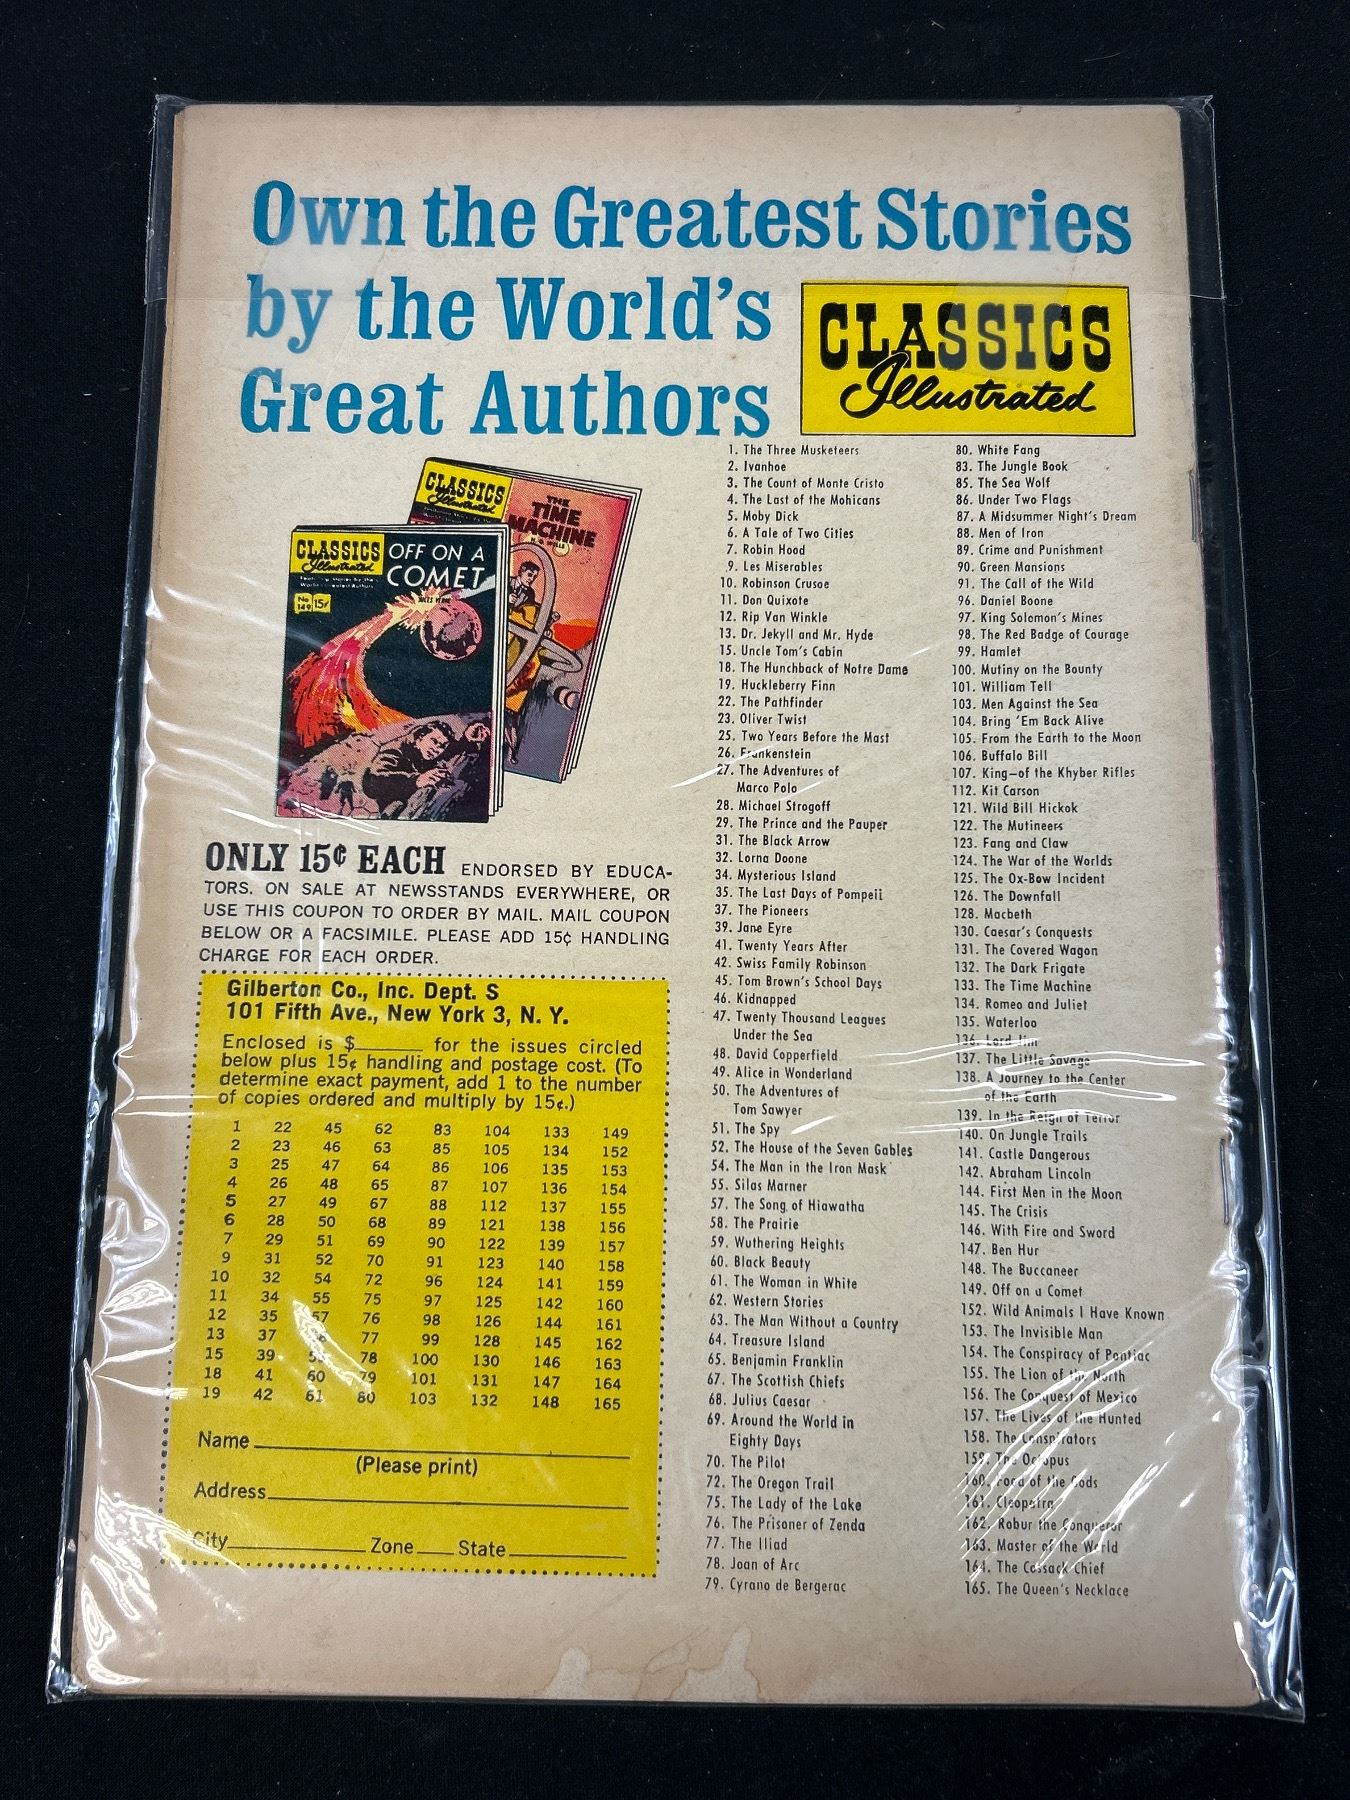 Own the Greatest Stories
by the World's
Great Authors
CLASSICS
Illustrated
CLASSICS
Illustrated
THE
TIME
MACHINE
CLASSICS
Illustrated
Featuring Stories by the
World's Greatest Authors
No
149
15¢
OFF ON A
COMET
JULES VERNE
ONLY 15¢ EACH ENDORSED BY EDUCA-
TORS. ON SALE AT NEWSSTANDS EVERYWHERE, OR
USE THIS COUPON TO ORDER BY MAIL. MAIL COUPON
BELOW OR A FACSIMILE. PLEASE ADD 15¢ HANDLING
CHARGE FOR EACH ORDER.
Gilberton Co., Inc. Dept. S
101 Fifth Ave., New York 3, N. Y.
Enclosed is $______ for the issues circled
below plus 15¢ handling and postage cost. (To
determine exact payment, add 1 to the number
of copies ordered and multiply by 15¢.)
1 22 45 62 83 104 133 149
2 23 46 63 85 105 134 152
3 25 47 64 86 106 135 153
4 26 48 65 87 107 136 154
5 27 49 67 88 112 137 155
6 28 50 68 89 121 138 156
7 29 51 69 90 122 139 157
9 31 52 70 91 123 140 158
10 32 54 72 96 124 141 159
11 34 55 75 97 125 142 160
12 35 57 76 98 126 144 161
13 37 58 77 99 128 145 162
15 39 59 78 100 130 146 163
18 41 60 79 101 131 147 164
19 42 61 80 103 132 148 165
Name
(Please print)
Address
City Zone State
1. The Three Musketeers
2. Ivanhoe
3. The Count of Monte Cristo
4. The Last of the Mohicans
5. Moby Dick
6. A Tale of Two Cities
7. Robin Hood
9. Les Miserables
10. Robinson Crusoe
11. Don Quixote
12. Rip Van Winkle
13. Dr. Jekyll and Mr. Hyde
15. Uncle Tom's Cabin
18. The Hunchback of Notre Dame
19. Huckleberry Finn
22. The Pathfinder
23. Oliver Twist
25. Two Years Before the Mast
26. Frankenstein
27. The Adventures of
Marco Polo
28. Michael Strogoff
29. The Prince and the Pauper
31. The Black Arrow
32. Lorna Doone
34. Mysterious Island
35. The Last Days of Pompeii
37. The Pioneers
39. Jane Eyre
41. Twenty Years After
42. Swiss Family Robinson
45. Tom Brown's School Days
46. Kidnapped
47. Twenty Thousand Leagues
Under the Sea
48. David Copperfield
49. Alice in Wonderland
50. The Adventures of
Tom Sawyer
51. The Spy
52. The House of the Seven Gables
54. The Man in the Iron Mask
55. Silas Marner
57. The Song of Hiawatha
58. The Prairie
59. Wuthering Heights
60. Black Beauty
61. The Woman in White
62. Western Stories
63. The Man Without a Country
64. Treasure Island
65. Benjamin Franklin
67. The Scottish Chiefs
68. Julius Caesar
69. Around the World in
Eighty Days
70. The Pilot
72. The Oregon Trail
75. The Lady of the Lake
76. The Prisoner of Zenda
77. The Iliad
78. Joan of Arc
79. Cyrano de Bergerac
80. White Fang
83. The Jungle Book
85. The Sea Wolf
86. Under Two Flags
87. A Midsummer Night's Dream
88. Men of Iron
89. Crime and Punishment
90. Green Mansions
91. The Call of the Wild
96. Daniel Boone
97. King Solomon's Mines
98. The Red Badge of Courage
99. Hamlet
100. Mutiny on the Bounty
101. William Tell
103. Men Against the Sea
104. Bring 'Em Back Alive
105. From the Earth to the Moon
106. Buffalo Bill
107. King—of the Khyber Rifles
112. Kit Carson
121. Wild Bill Hickok
122. The Mutineers
123. Fang and Claw
124. The War of the Worlds
125. The Ox-Bow Incident
126. The Downfall
128. Macbeth
130. Caesar's Conquests
131. The Covered Wagon
132. The Dark Frigate
133. The Time Machine
134. Romeo and Juliet
135. Waterloo
136. Lord Jim
137. The Little Savage
138. A Journey to the Center
of the Earth
139. In the Reign of Terror
140. On Jungle Trails
141. Castle Dangerous
142. Abraham Lincoln
144. First Men in the Moon
145. The Crisis
146. With Fire and Sword
147. Ben Hur
148. The Buccaneer
149. Off on a Comet
152. Wild Animals I Have Known
153. The Invisible Man
154. The Conspiracy of Pontiac
155. The Lion of the North
156. The Conquest of Mexico
157. The Lives of the Hunted
158. The Conspirators
159. The Octopus
160. Food of the Gods
161. Cleopatra
162. Robur the Conqueror
163. Master of the World
164. The Cossack Chief
165. The Queen's Necklace